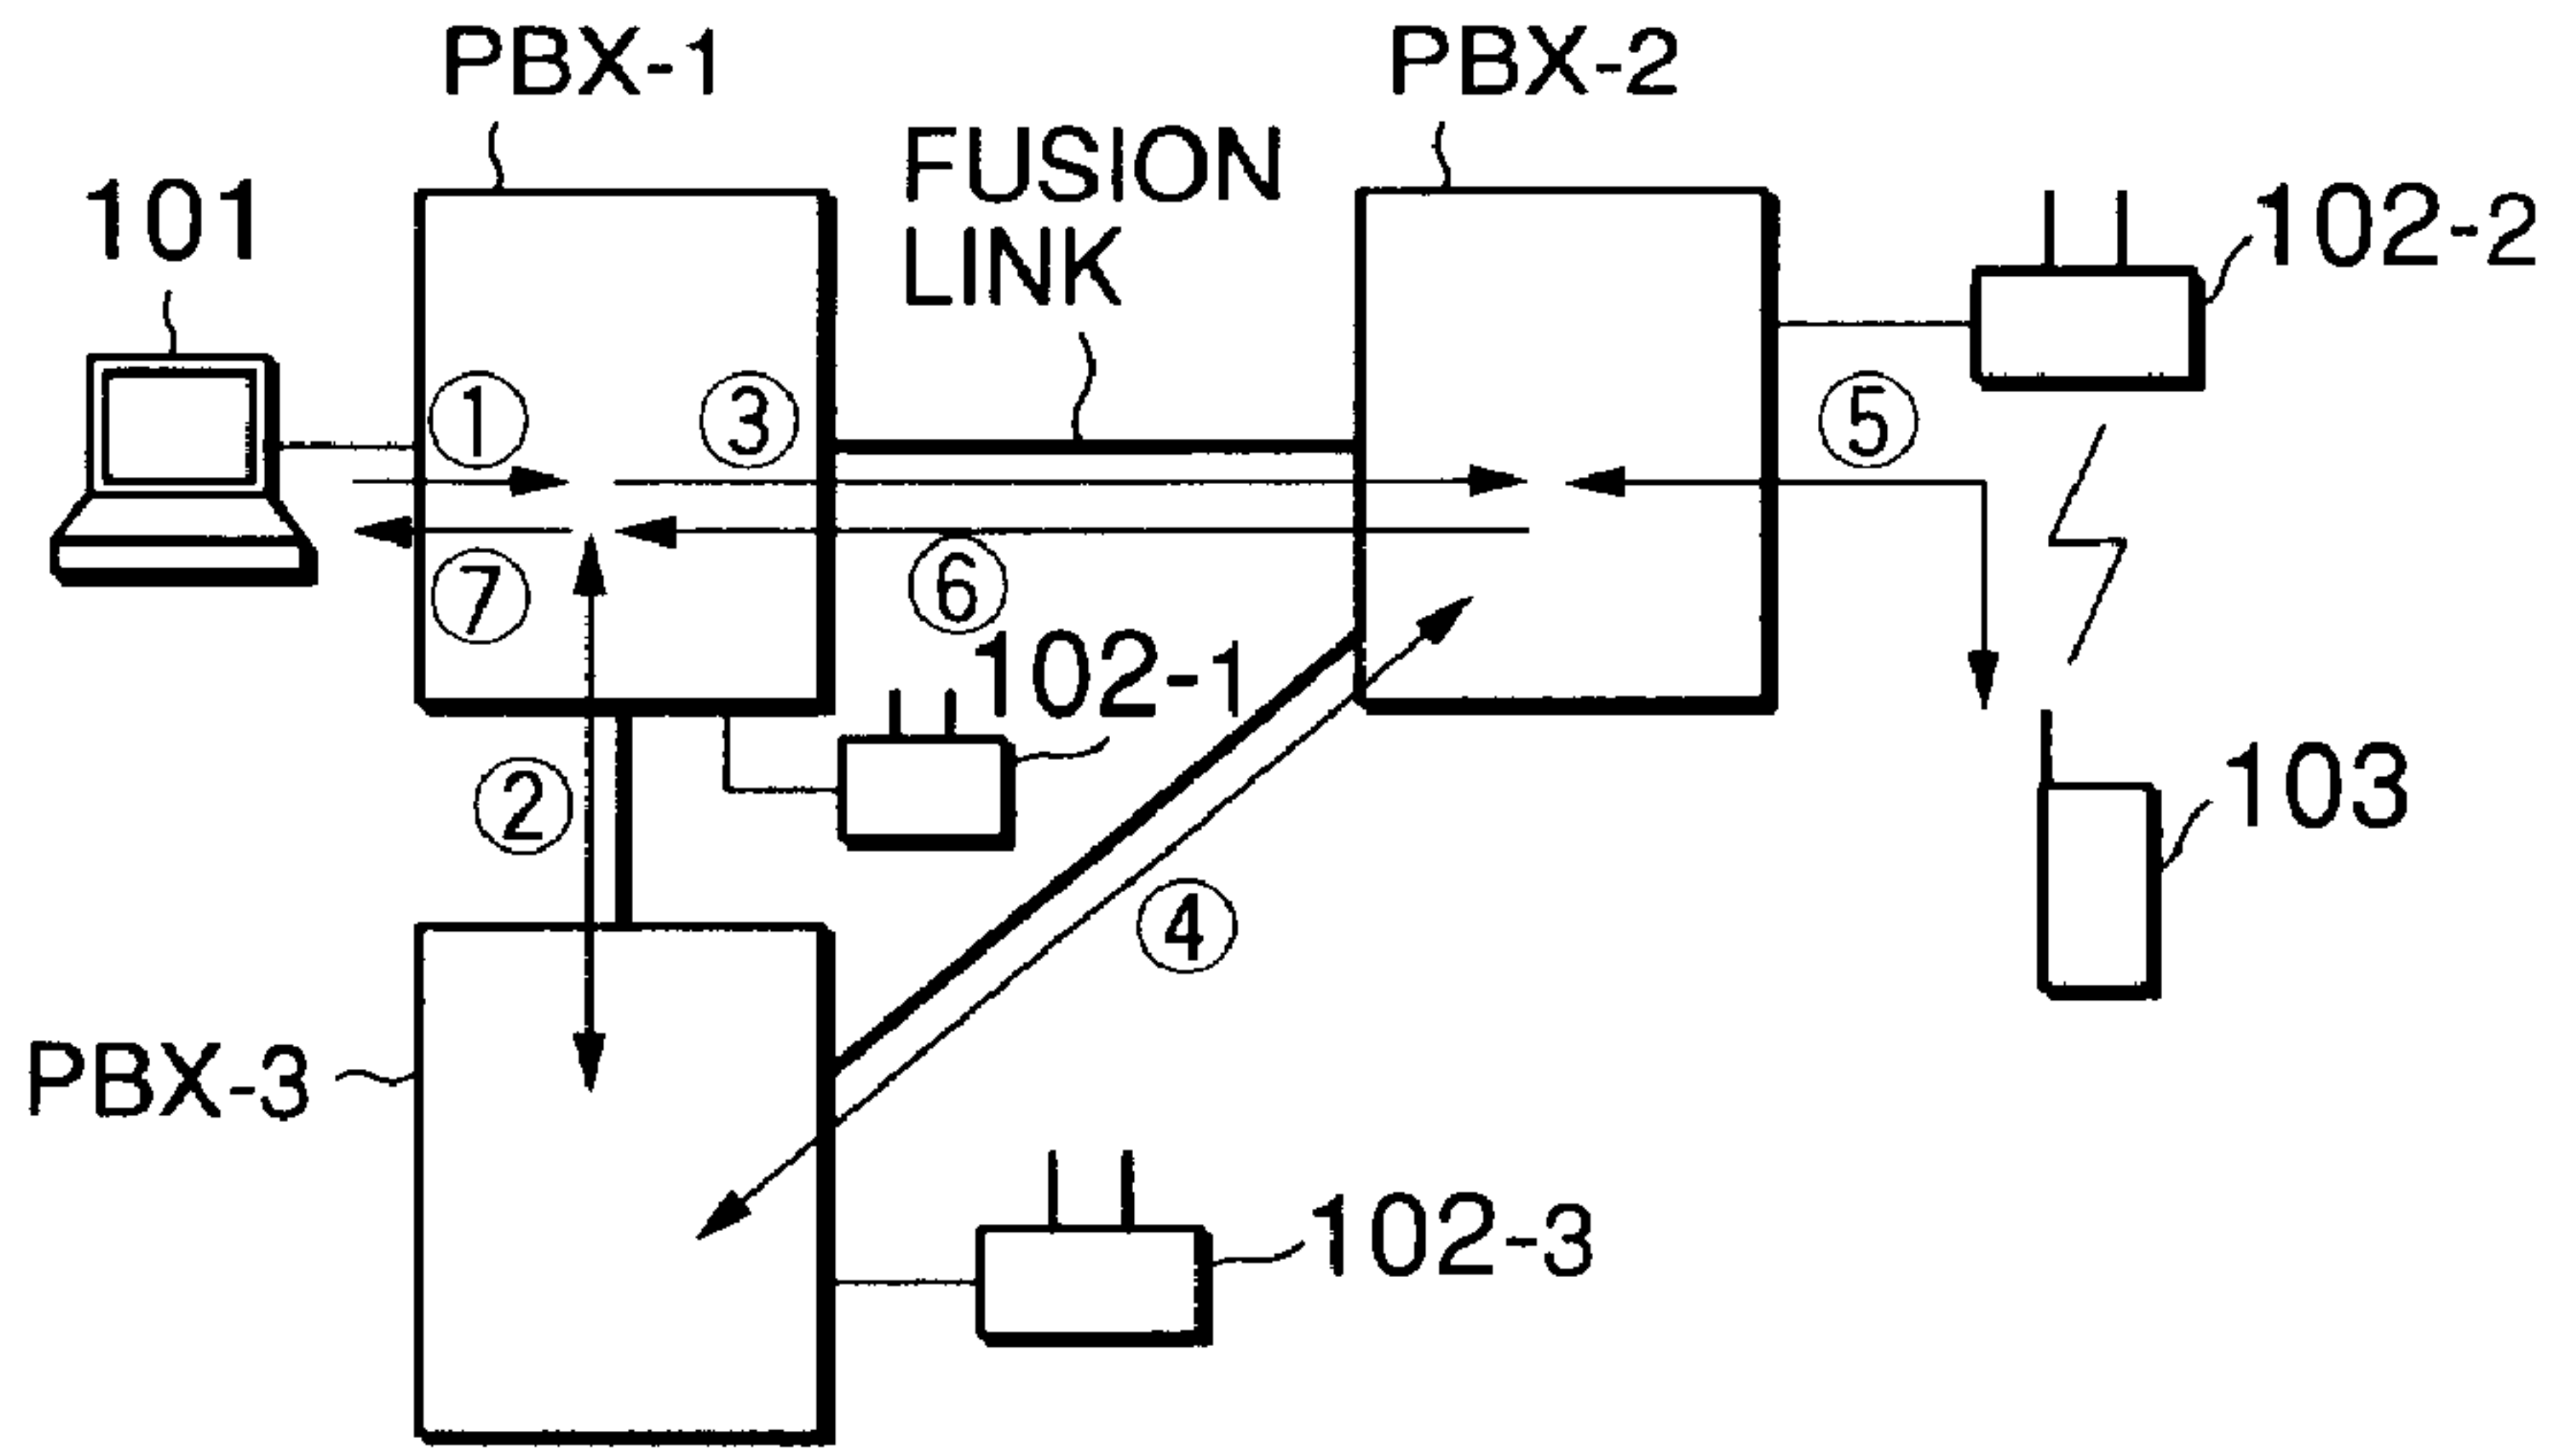 PBX-1
PBX-2
FUSION
LINK
101
102-2
①
③
⑤
⑦
⑥
102-1
②
103
④
PBX-3
102-3